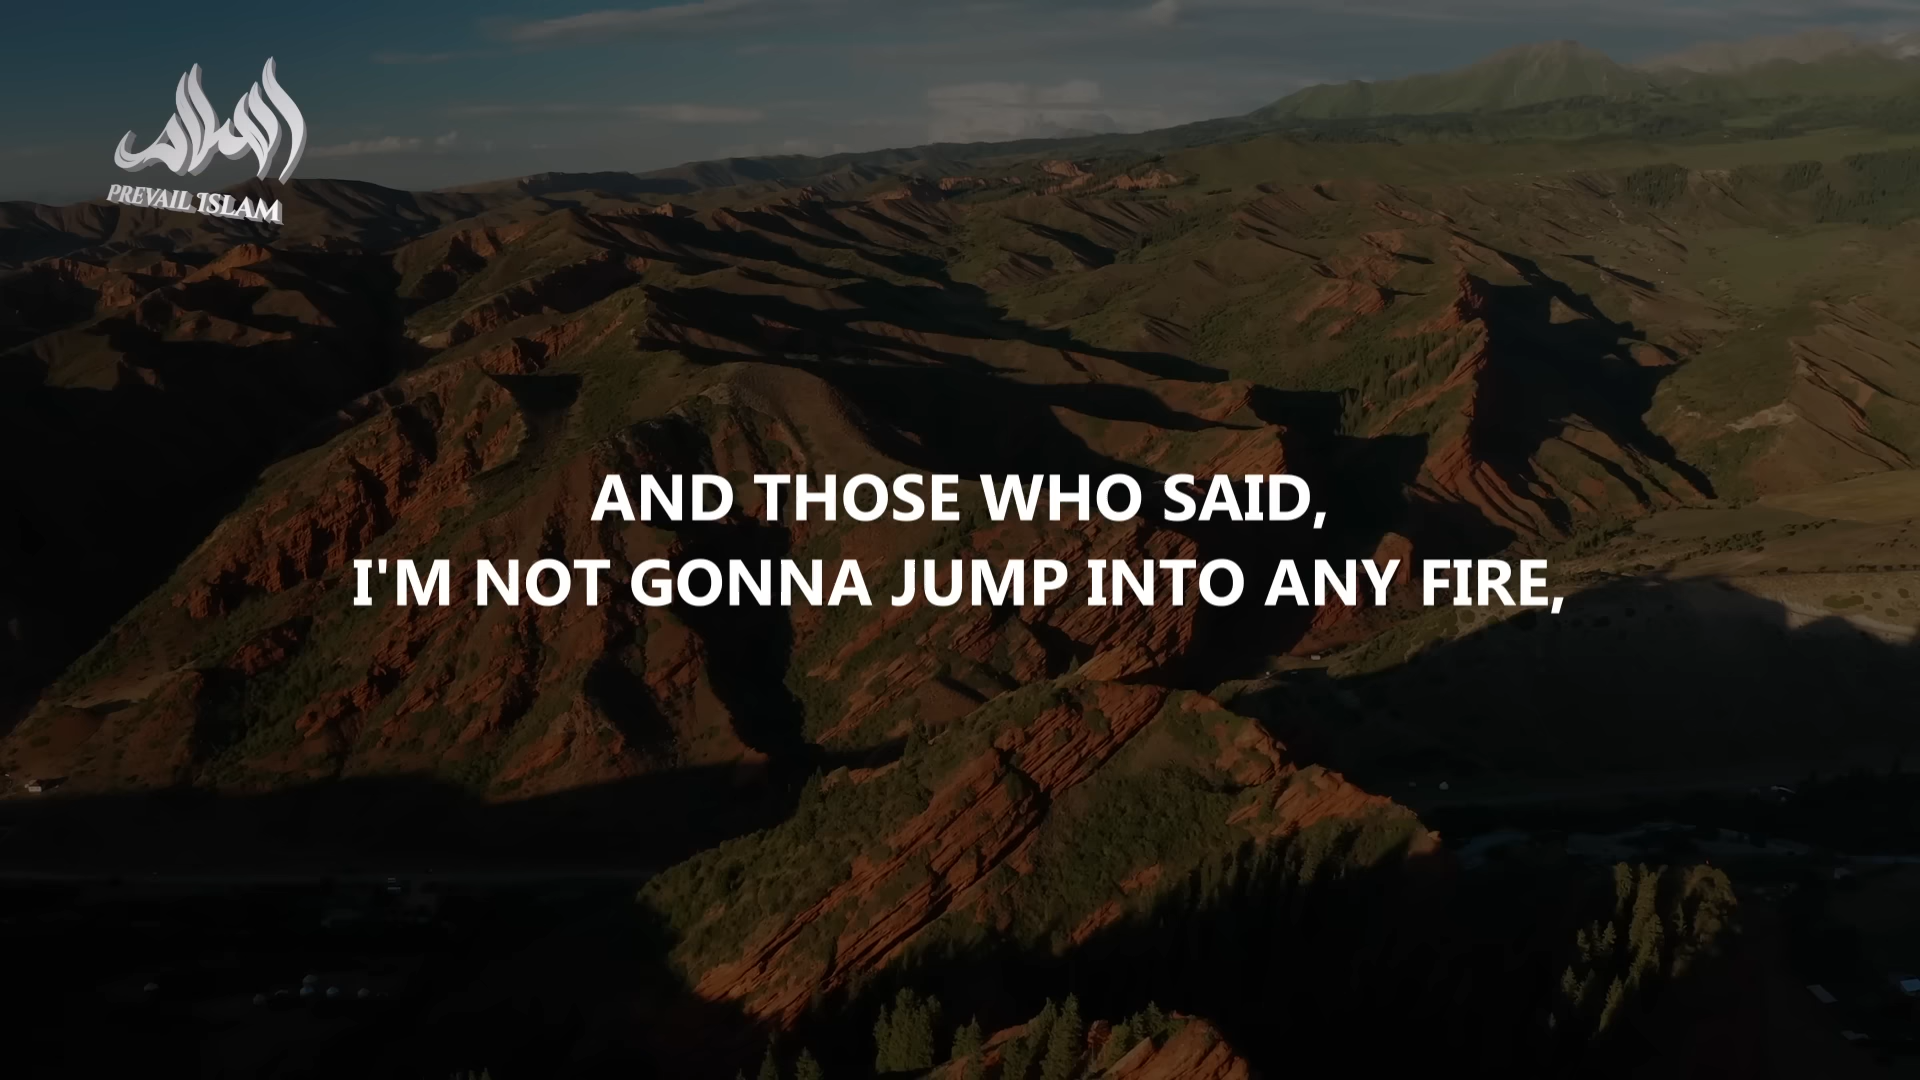 PREVAIL ISLAM
AND THOSE WHO SAID,
I'M NOT GONNA JUMP INTO ANY FIRE,